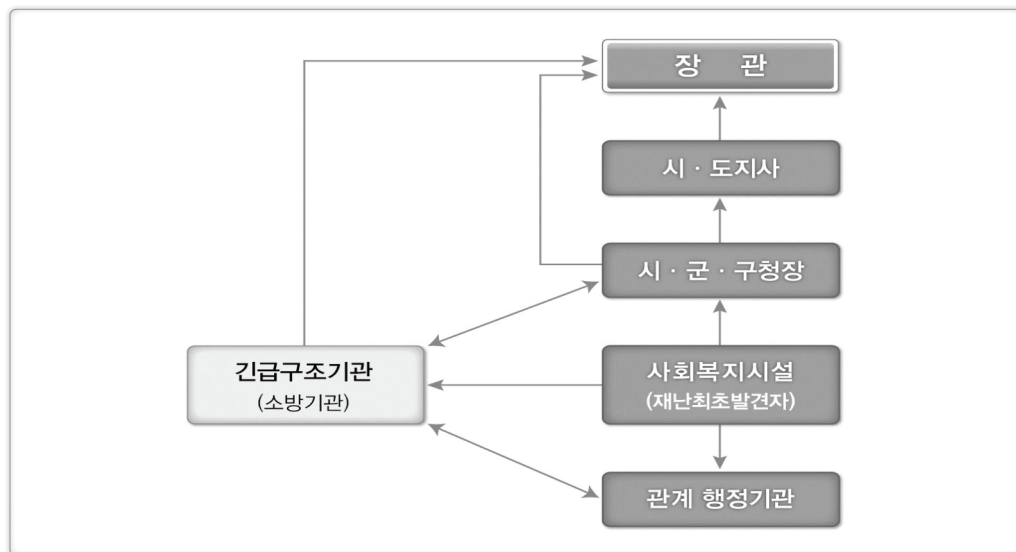 장 관
시 · 도지사
시 · 군 · 구청장
긴급구조기관
(소방기관)
사회복지시설
(재난최초발견자)
관계 행정기관